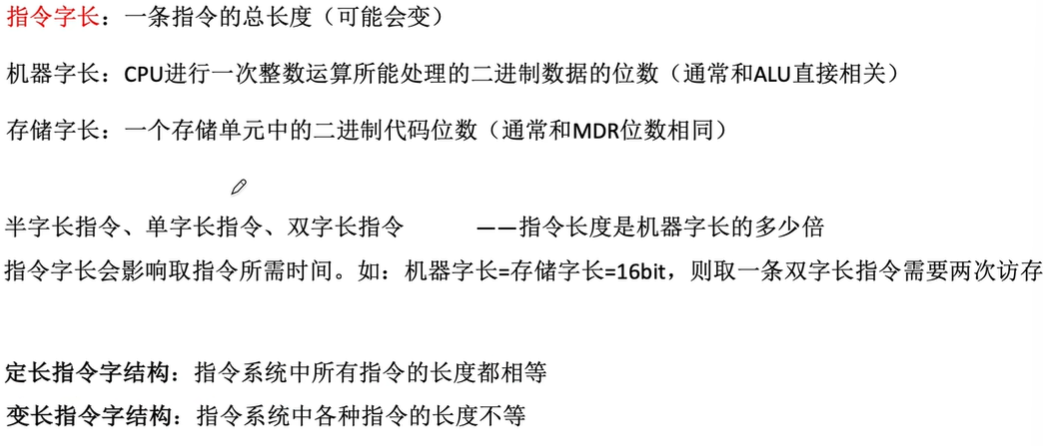 指令字长：一条指令的总长度（可能会变）
机器字长：CPU进行一次整数运算所能处理的二进制数据的位数（通常和ALU直接相关）
存储字长：一个存储单元中的二进制代码位数（通常和MDR位数相同）
半字长指令、单字长指令、双字长指令 ——指令长度是机器字长的多少倍
指令字长会影响取指令所需时间。如：机器字长=存储字长=16bit，则取一条双字长指令需要两次访存
定长指令字结构：指令系统中所有指令的长度都相等
变长指令字结构：指令系统中各种指令的长度不等